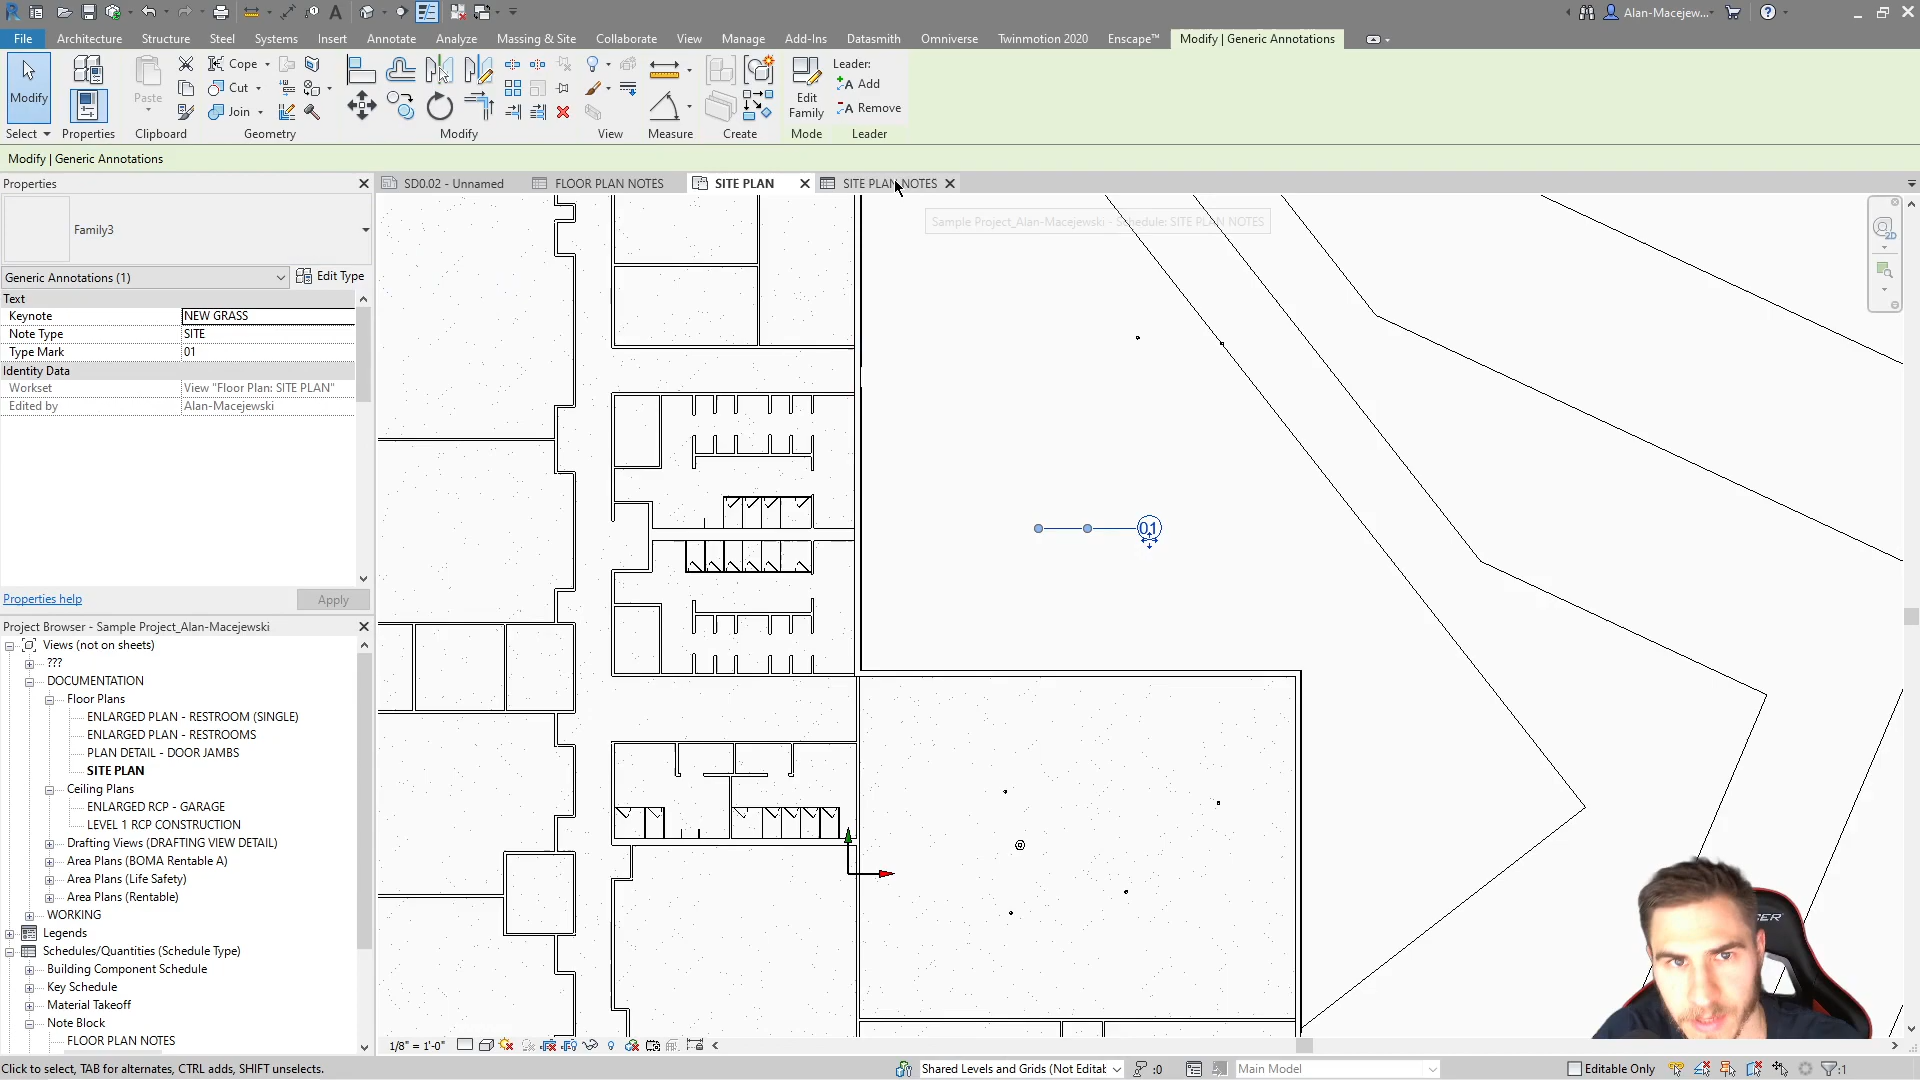 Alan-Macejew...
File Architecture Structure Steel Systems Insert Annotate Analyze Massing & Site Collaborate View Manage Add-Ins Datasmith Omniverse Twinmotion 2020 Enscape™ Modify | Generic Annotations
Modify
Paste
Cope
Cut
Join
Edit
Family
Leader:
Add
Remove
Select Properties Clipboard Geometry Modify View Measure Create Mode Leader
Modify | Generic Annotations
Properties
SD0.02 - Unnamed FLOOR PLAN NOTES SITE PLAN SITE PLAN NOTES
Sample Project_Alan-Macejewski - Schedule: SITE PLAN NOTES
Family3
Generic Annotations (1) Edit Type
Text
Keynote NEW GRASS
Note Type SITE
Type Mark 01
Identity Data
Workset View "Floor Plan: SITE PLAN"
Edited by Alan-Macejewski
01
2D
Properties help Apply
Project Browser - Sample Project_Alan-Macejewski
Views (not on sheets)
???
DOCUMENTATION
Floor Plans
ENLARGED PLAN - RESTROOM (SINGLE)
ENLARGED PLAN - RESTROOMS
PLAN DETAIL - DOOR JAMBS
SITE PLAN
Ceiling Plans
ENLARGED RCP - GARAGE
LEVEL 1 RCP CONSTRUCTION
Drafting Views (DRAFTING VIEW DETAIL)
Area Plans (BOMA Rentable A)
Area Plans (Life Safety)
Area Plans (Rentable)
WORKING
Legends
Schedules/Quantities (Schedule Type)
Building Component Schedule
Key Schedule
Material Takeoff
Note Block
FLOOR PLAN NOTES
1/8" = 1'-0"
Click to select, TAB for alternates, CTRL adds, SHIFT unselects.
Shared Levels and Grids (Not Editab
:0
Main Model
Editable Only
:1